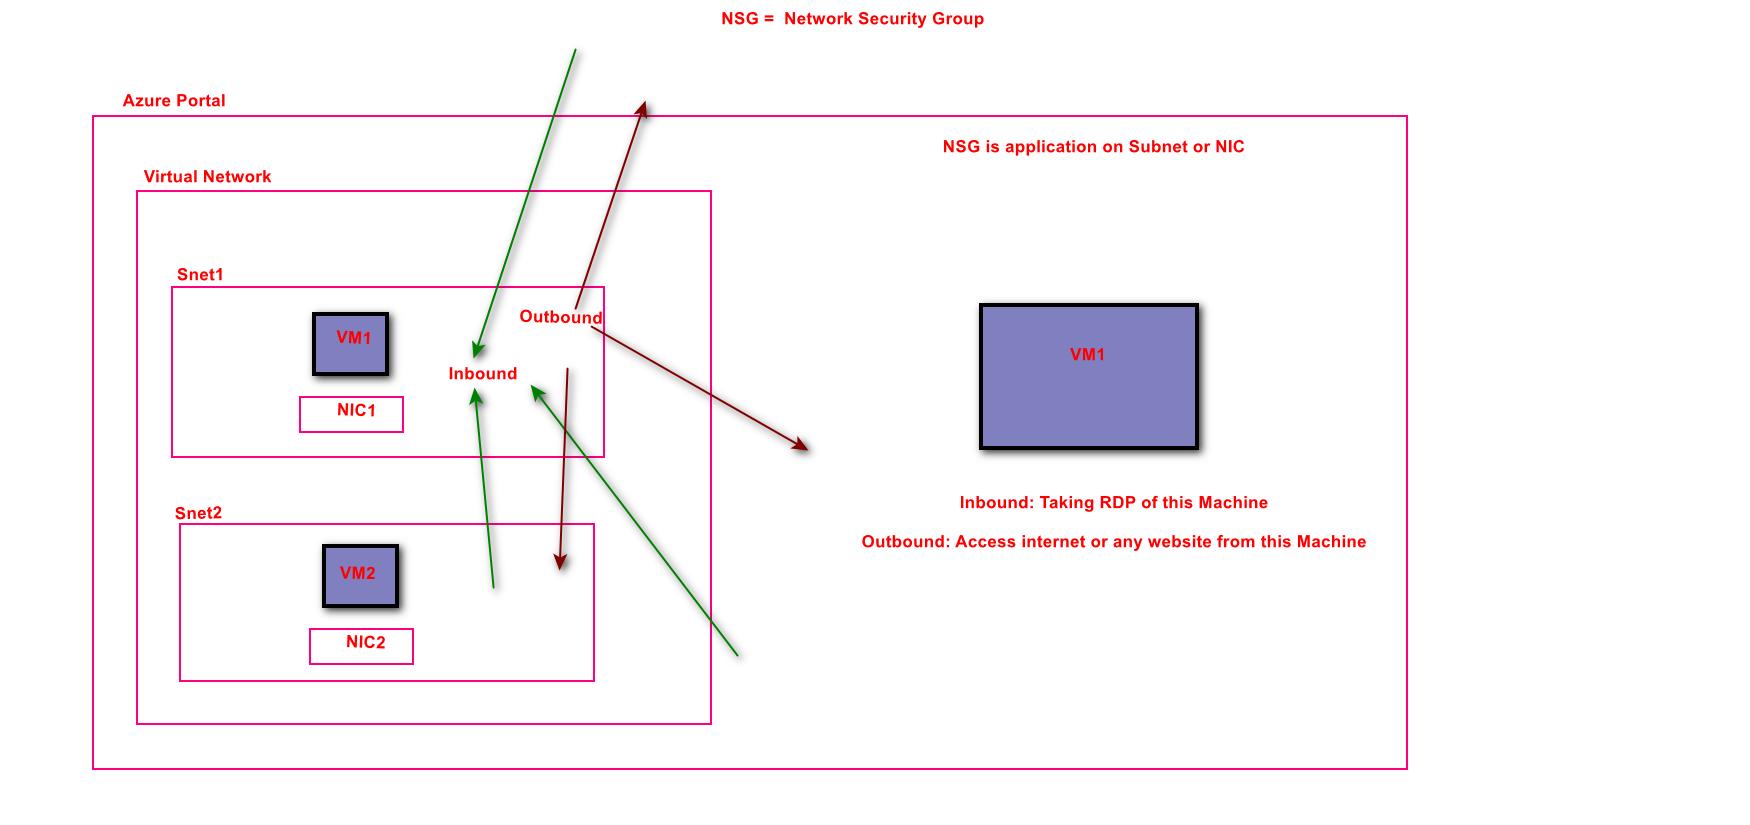 NSG =  Network Security Group
Azure Portal
NSG is application on Subnet or NIC
Virtual Network
Snet1
Outbound
VM1
VM1
Inbound
NIC1
Inbound: Taking RDP of this Machine
Snet2
Outbound: Access internet or any website from this Machine
VM2
NIC2